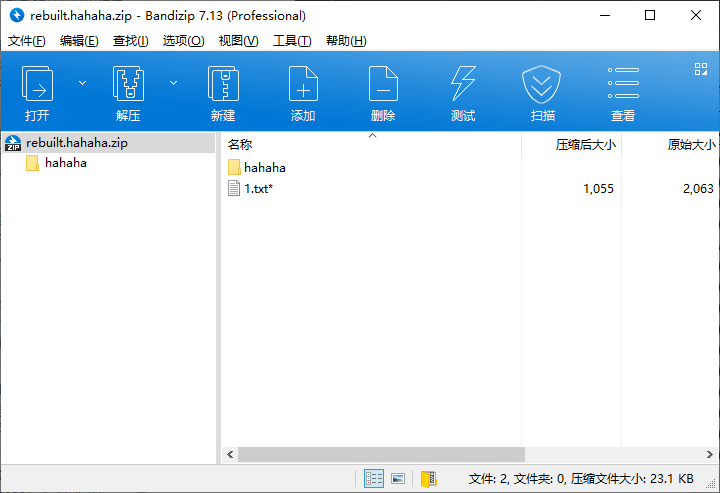 rebuilt.hahaha.zip - Bandizip 7.13 (Professional)
文件(F) 编辑(E) 查找(I) 选项(O) 视图(V) 工具(T) 帮助(H)
打开 解压 新建 添加 删除 测试 扫描 查看
ZIP rebuilt.hahaha.zip
hahaha
名称 压缩后大小 原始大小
hahaha
1.txt* 1,055 2,063
文件: 2, 文件夹: 0, 压缩文件大小: 23.1 KB